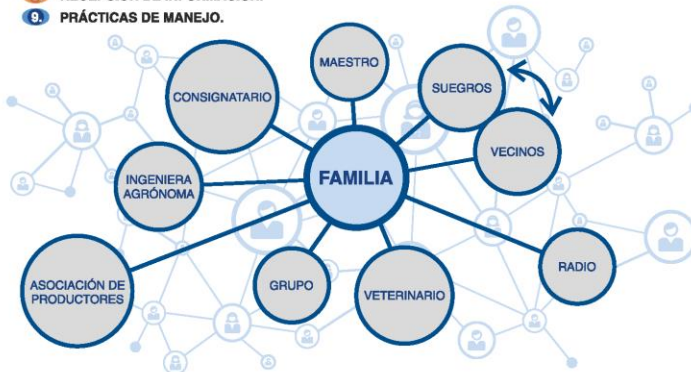 9. PRÁCTICAS DE MANEJO.
MAESTRO
SUEGROS
CONSIGNATARIO
VECINOS
FAMILIA
INGENIERA
AGRÓNOMA
RADIO
GRUPO
ASOCIACIÓN DE
PRODUCTORES
VETERINARIO